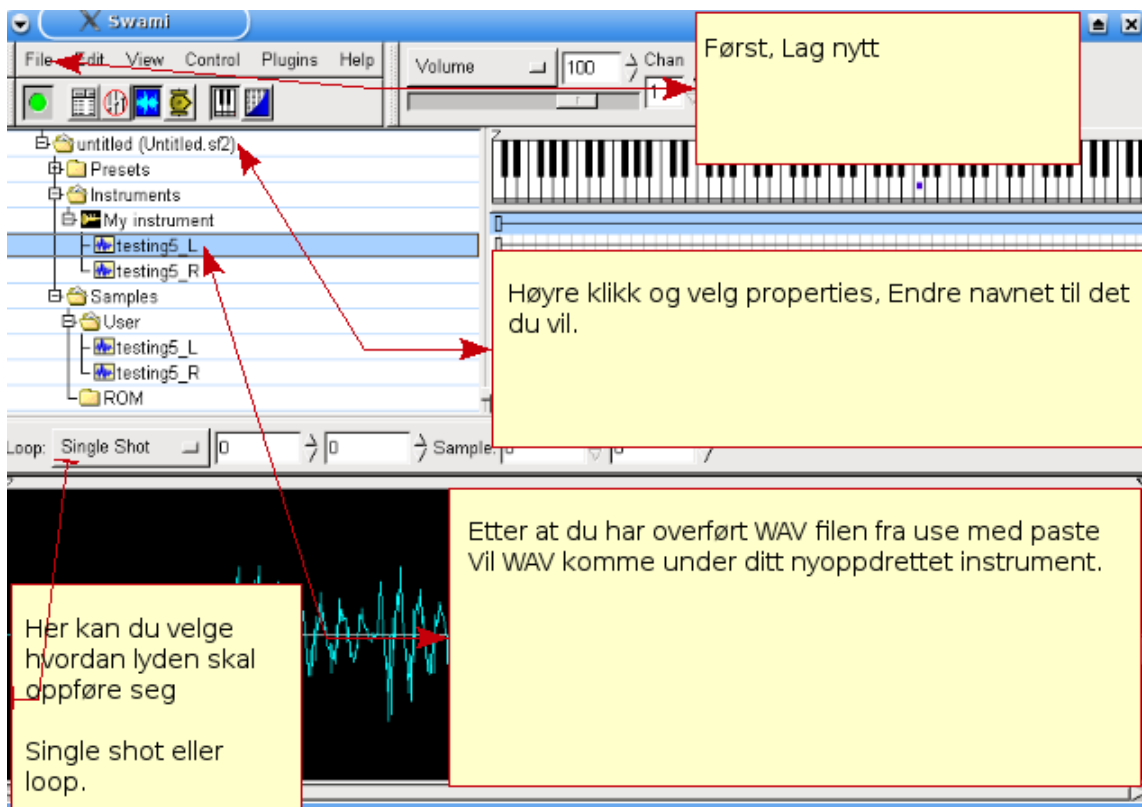 Swami
File Edit View Control Plugins Help
Volume 100 Chan
1
Først, Lag nytt
untitled (Untitled.sf2)
Presets
Instruments
My instrument
testing5_L
testing5_R
Samples
User
testing5_L
testing5_R
ROM
Høyre klikk og velg properties, Endre navnet til det
du vil.
Loop: Single Shot 0 0 Sample: 0 0
Etter at du har overført WAV filen fra use med paste
Vil WAV komme under ditt nyoppdrettet instrument.
Her kan du velge
hvordan lyden skal
oppføre seg
Single shot eller
loop.